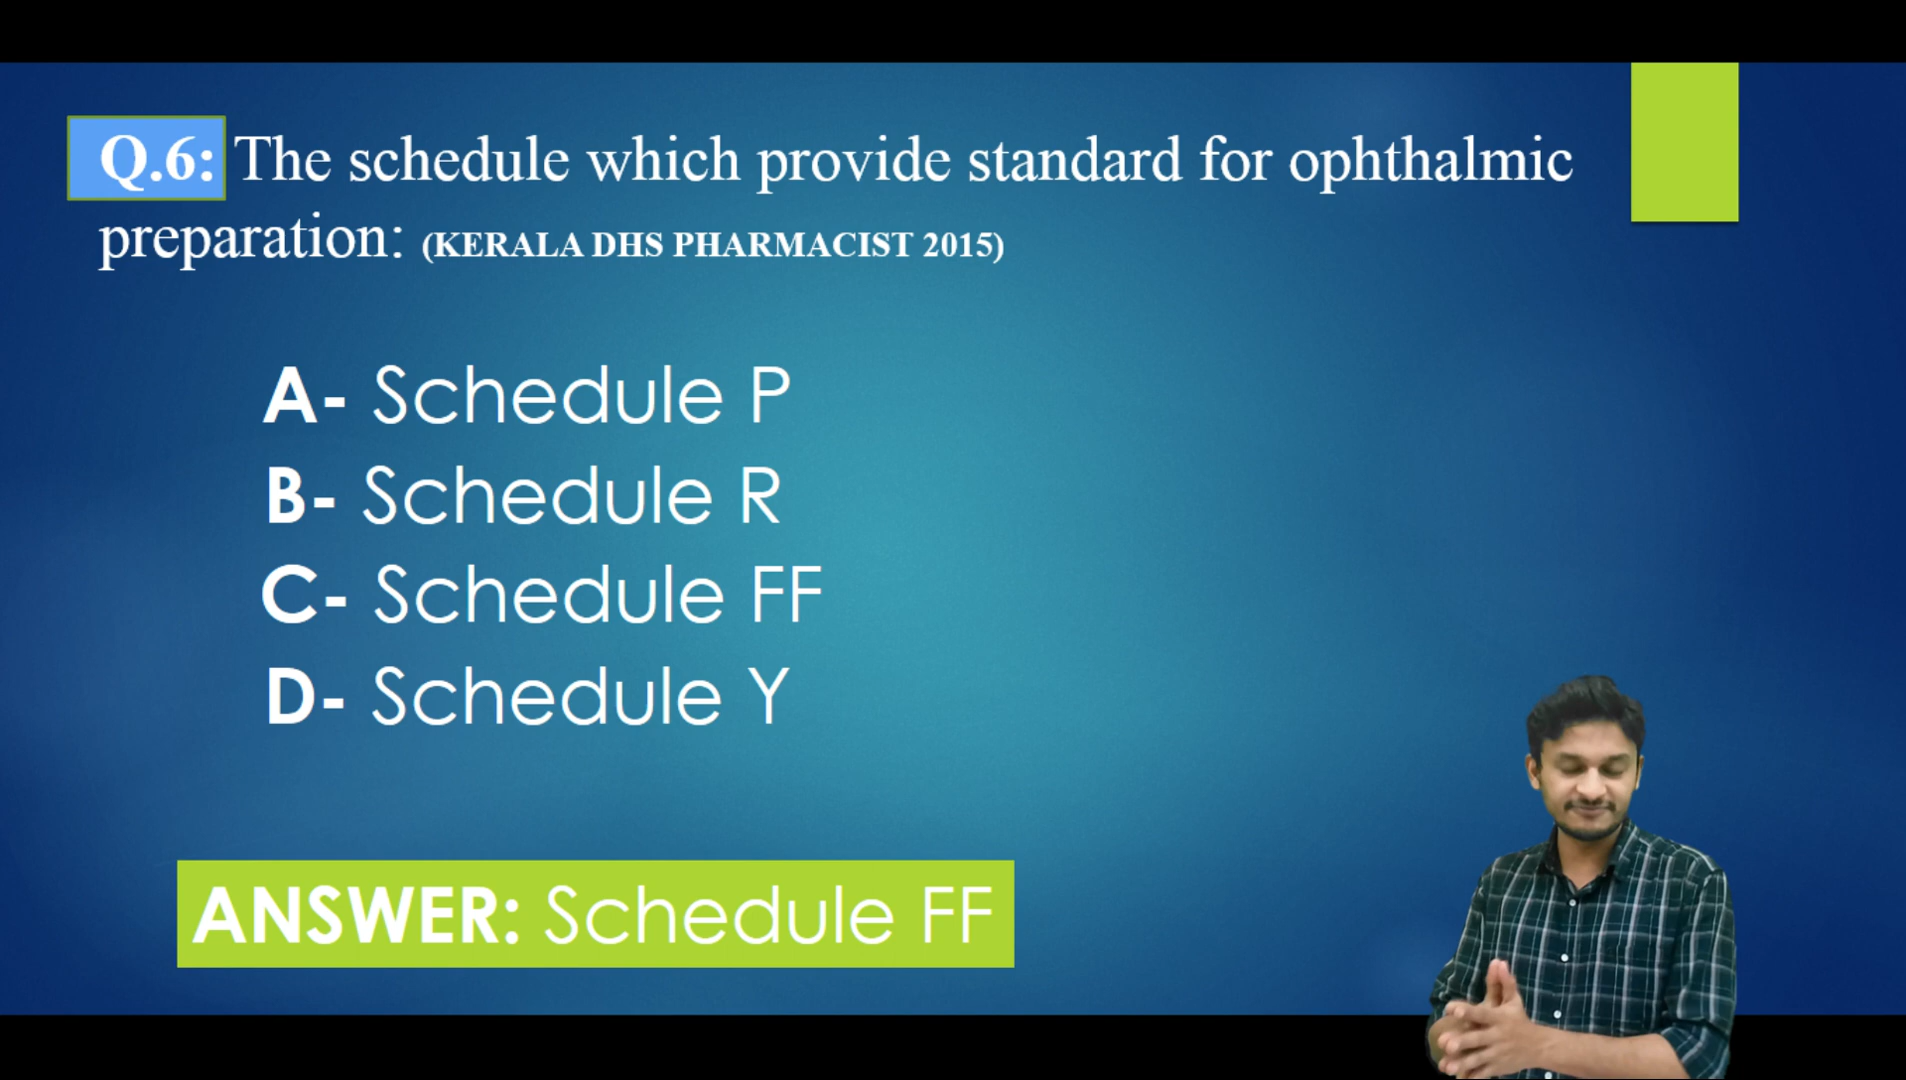 Q.6: The schedule which provide standard for ophthalmic
preparation: (KERALA DHS PHARMACIST 2015)
A- Schedule P
B- Schedule R
C- Schedule FF
D- Schedule Y
ANSWER: Schedule FF